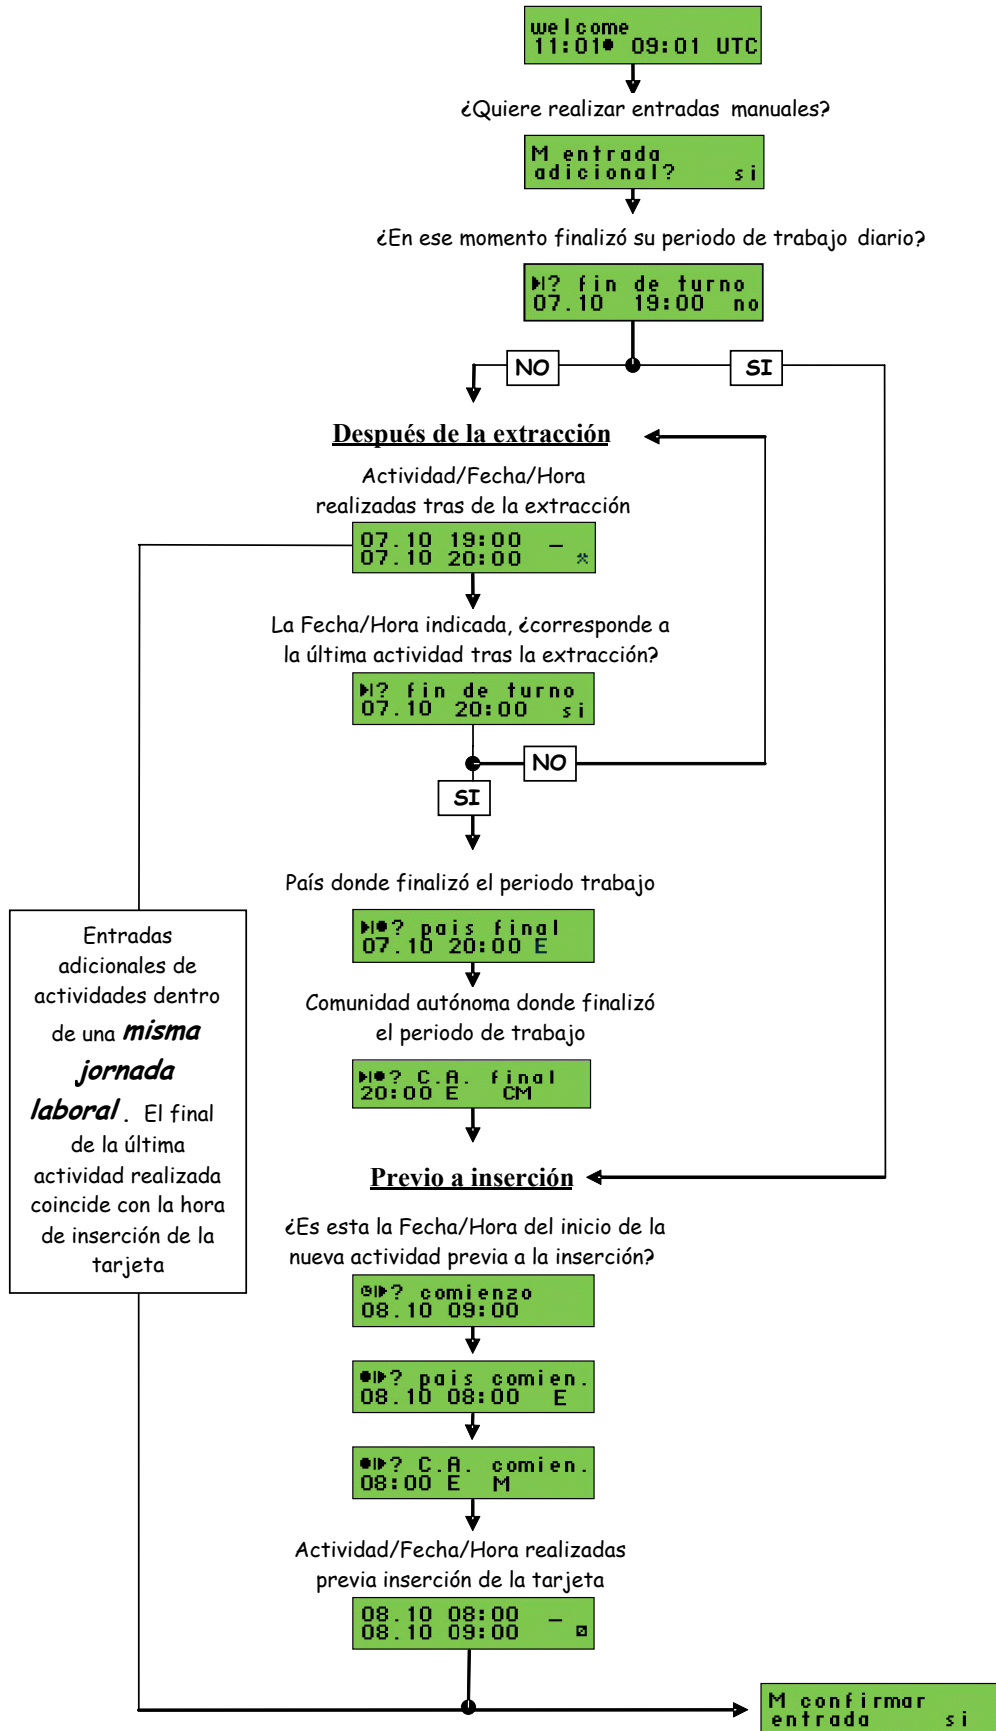 welcome
11:01● 09:01 UTC
¿Quiere realizar entradas manuales?
M entrada
adicional? si
¿En ese momento finalizó su periodo de trabajo diario?
? fin de turno
07.10 19:00 no
NO
SI
Después de la extracción
Actividad/Fecha/Hora
realizadas tras de la extracción
07.10 19:00 _
07.10 20:00
La Fecha/Hora indicada, ¿corresponde a
la última actividad tras la extracción?
? fin de turno
07.10 20:00 si
NO
SI
País donde finalizó el periodo trabajo
●? pais final
07.10 20:00 E
Comunidad autónoma donde finalizó
el periodo de trabajo
●? C.A. final
20:00 E CM
Entradas
adicionales de
actividades dentro
de una misma
jornada
laboral. El final
de la última
actividad realizada
coincide con la hora
de inserción de la
tarjeta
Previo a inserción
¿Es esta la Fecha/Hora del inicio de la
nueva actividad previa a la inserción?
? comienzo
08.10 09:00
●? pais comien.
08.10 08:00 E
●? C.A. comien.
08:00 E M
Actividad/Fecha/Hora realizadas
previa inserción de la tarjeta
08.10 08:00 _
08.10 09:00
M confirmar
entrada si